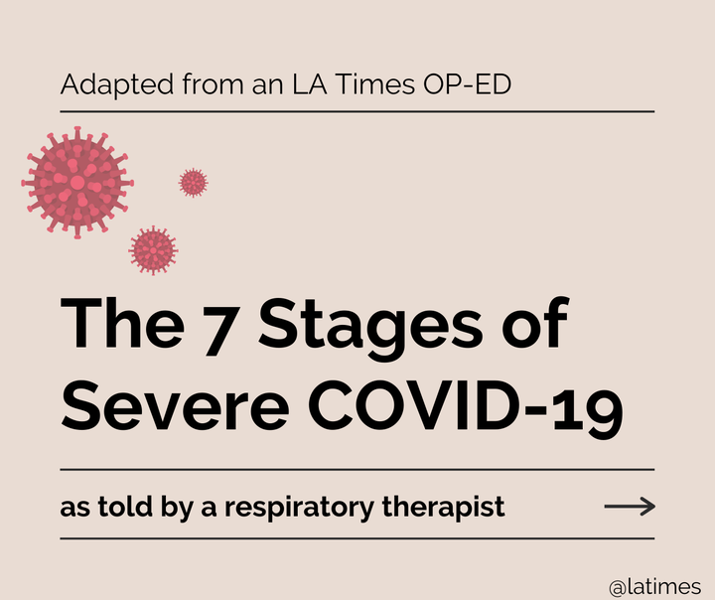 Adapted from an LA Times OP-ED
The 7 Stages of
Severe COVID-19
as told by a respiratory therapist
@latimes